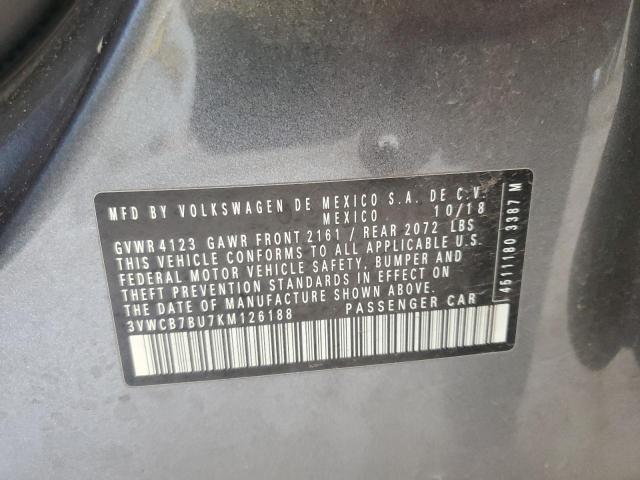 MFD BY VOLKSWAGEN DE MEXICO S.A. DE C.V.
MEXICO 10/18
GVWR 4123 GAWR FRONT 2161 / REAR 2072 LBS
THIS VEHICLE CONFORMS TO ALL APPLICABLE U.S.
FEDERAL MOTOR VEHICLE SAFETY, BUMPER, AND
THEFT PREVENTION STANDARDS IN EFFECT ON
THE DATE OF MANUFACTURE SHOWN ABOVE.
3VWCB7BU7KM126188 PASSENGER CAR
4511180 3387 M